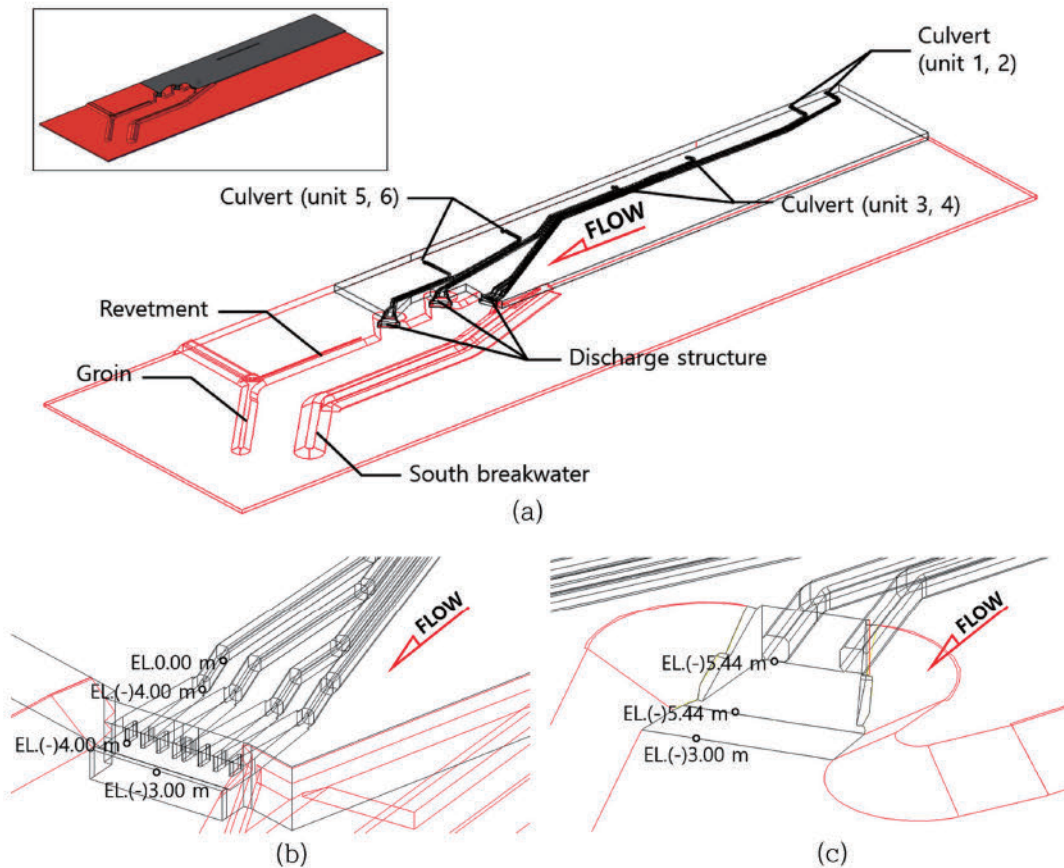 Culvert
(unit 1, 2)
Culvert (unit 5, 6)
Culvert (unit 3, 4)
FLOW
Revetment
Discharge structure
Groin
South breakwater
(a)
FLOW
EL.0.00 m
EL.(-)4.00 m
EL.(-)4.00 m
EL.(-)3.00 m
(b)
FLOW
EL.(-)5.44 m
EL.(-)5.44 m
EL.(-)3.00 m
(c)